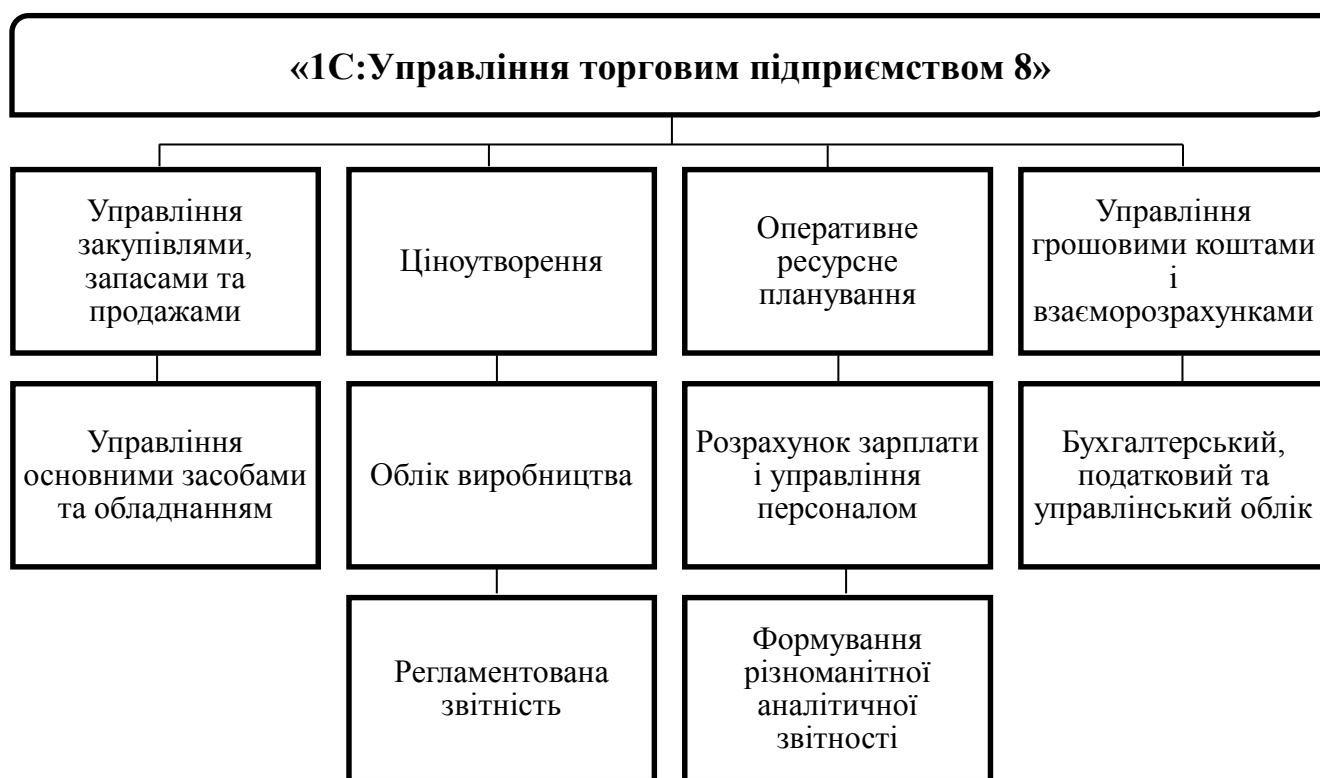 «1С:Управління торговим підприємством 8»
Управління
закупівлями,
запасами та
продажами
Ціноутворення
Оперативне
ресурсне
планування
Управління
грошовими коштами
і
взаєморозрахунками
Управління
основними засобами
та обладнанням
Облік виробництва
Розрахунок зарплати
і управління
персоналом
Бухгалтерський,
податковий та
управлінський облік
Регламентована
звітність
Формування
різноманітної
аналітичної
звітності